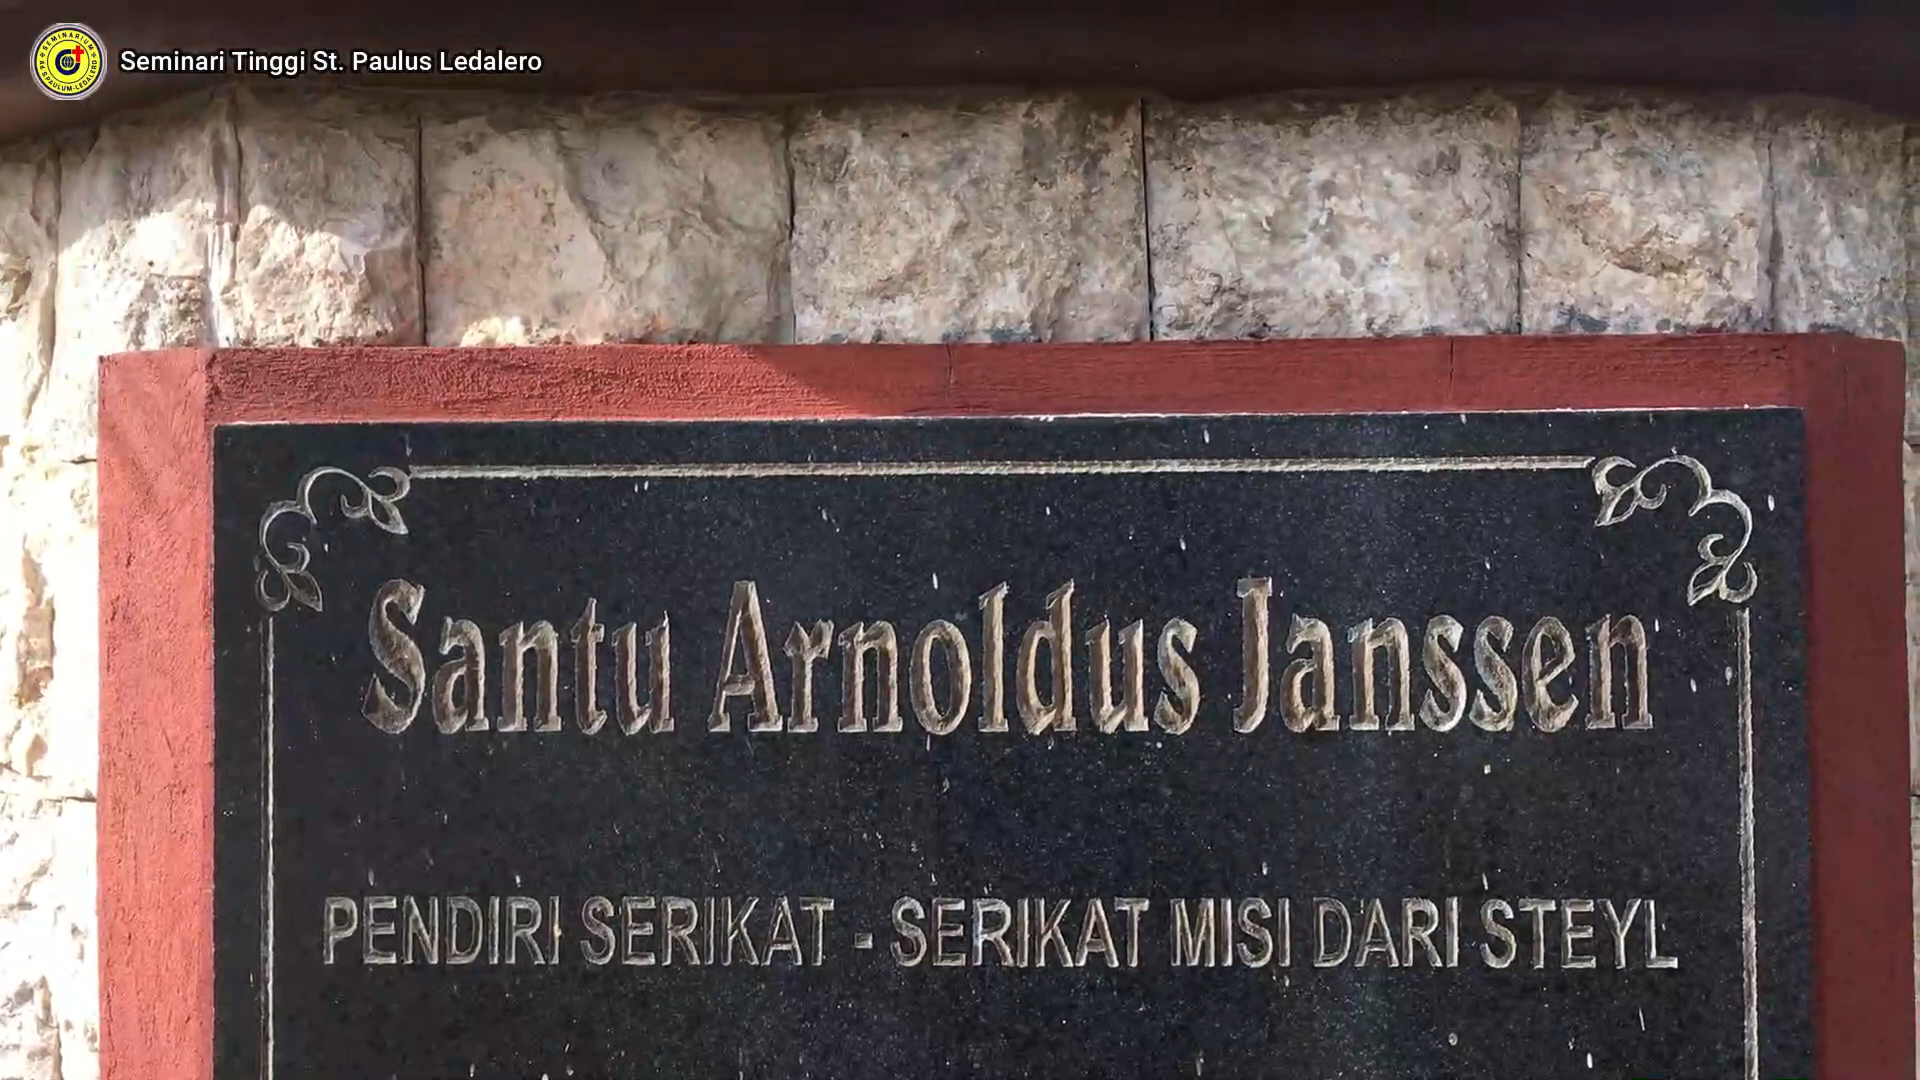 Seminari Tinggi St. Paulus Ledalero
Santu Arnoldus Janssen
PENDIRI SERIKAT - SERIKAT MISI DARI STEYL